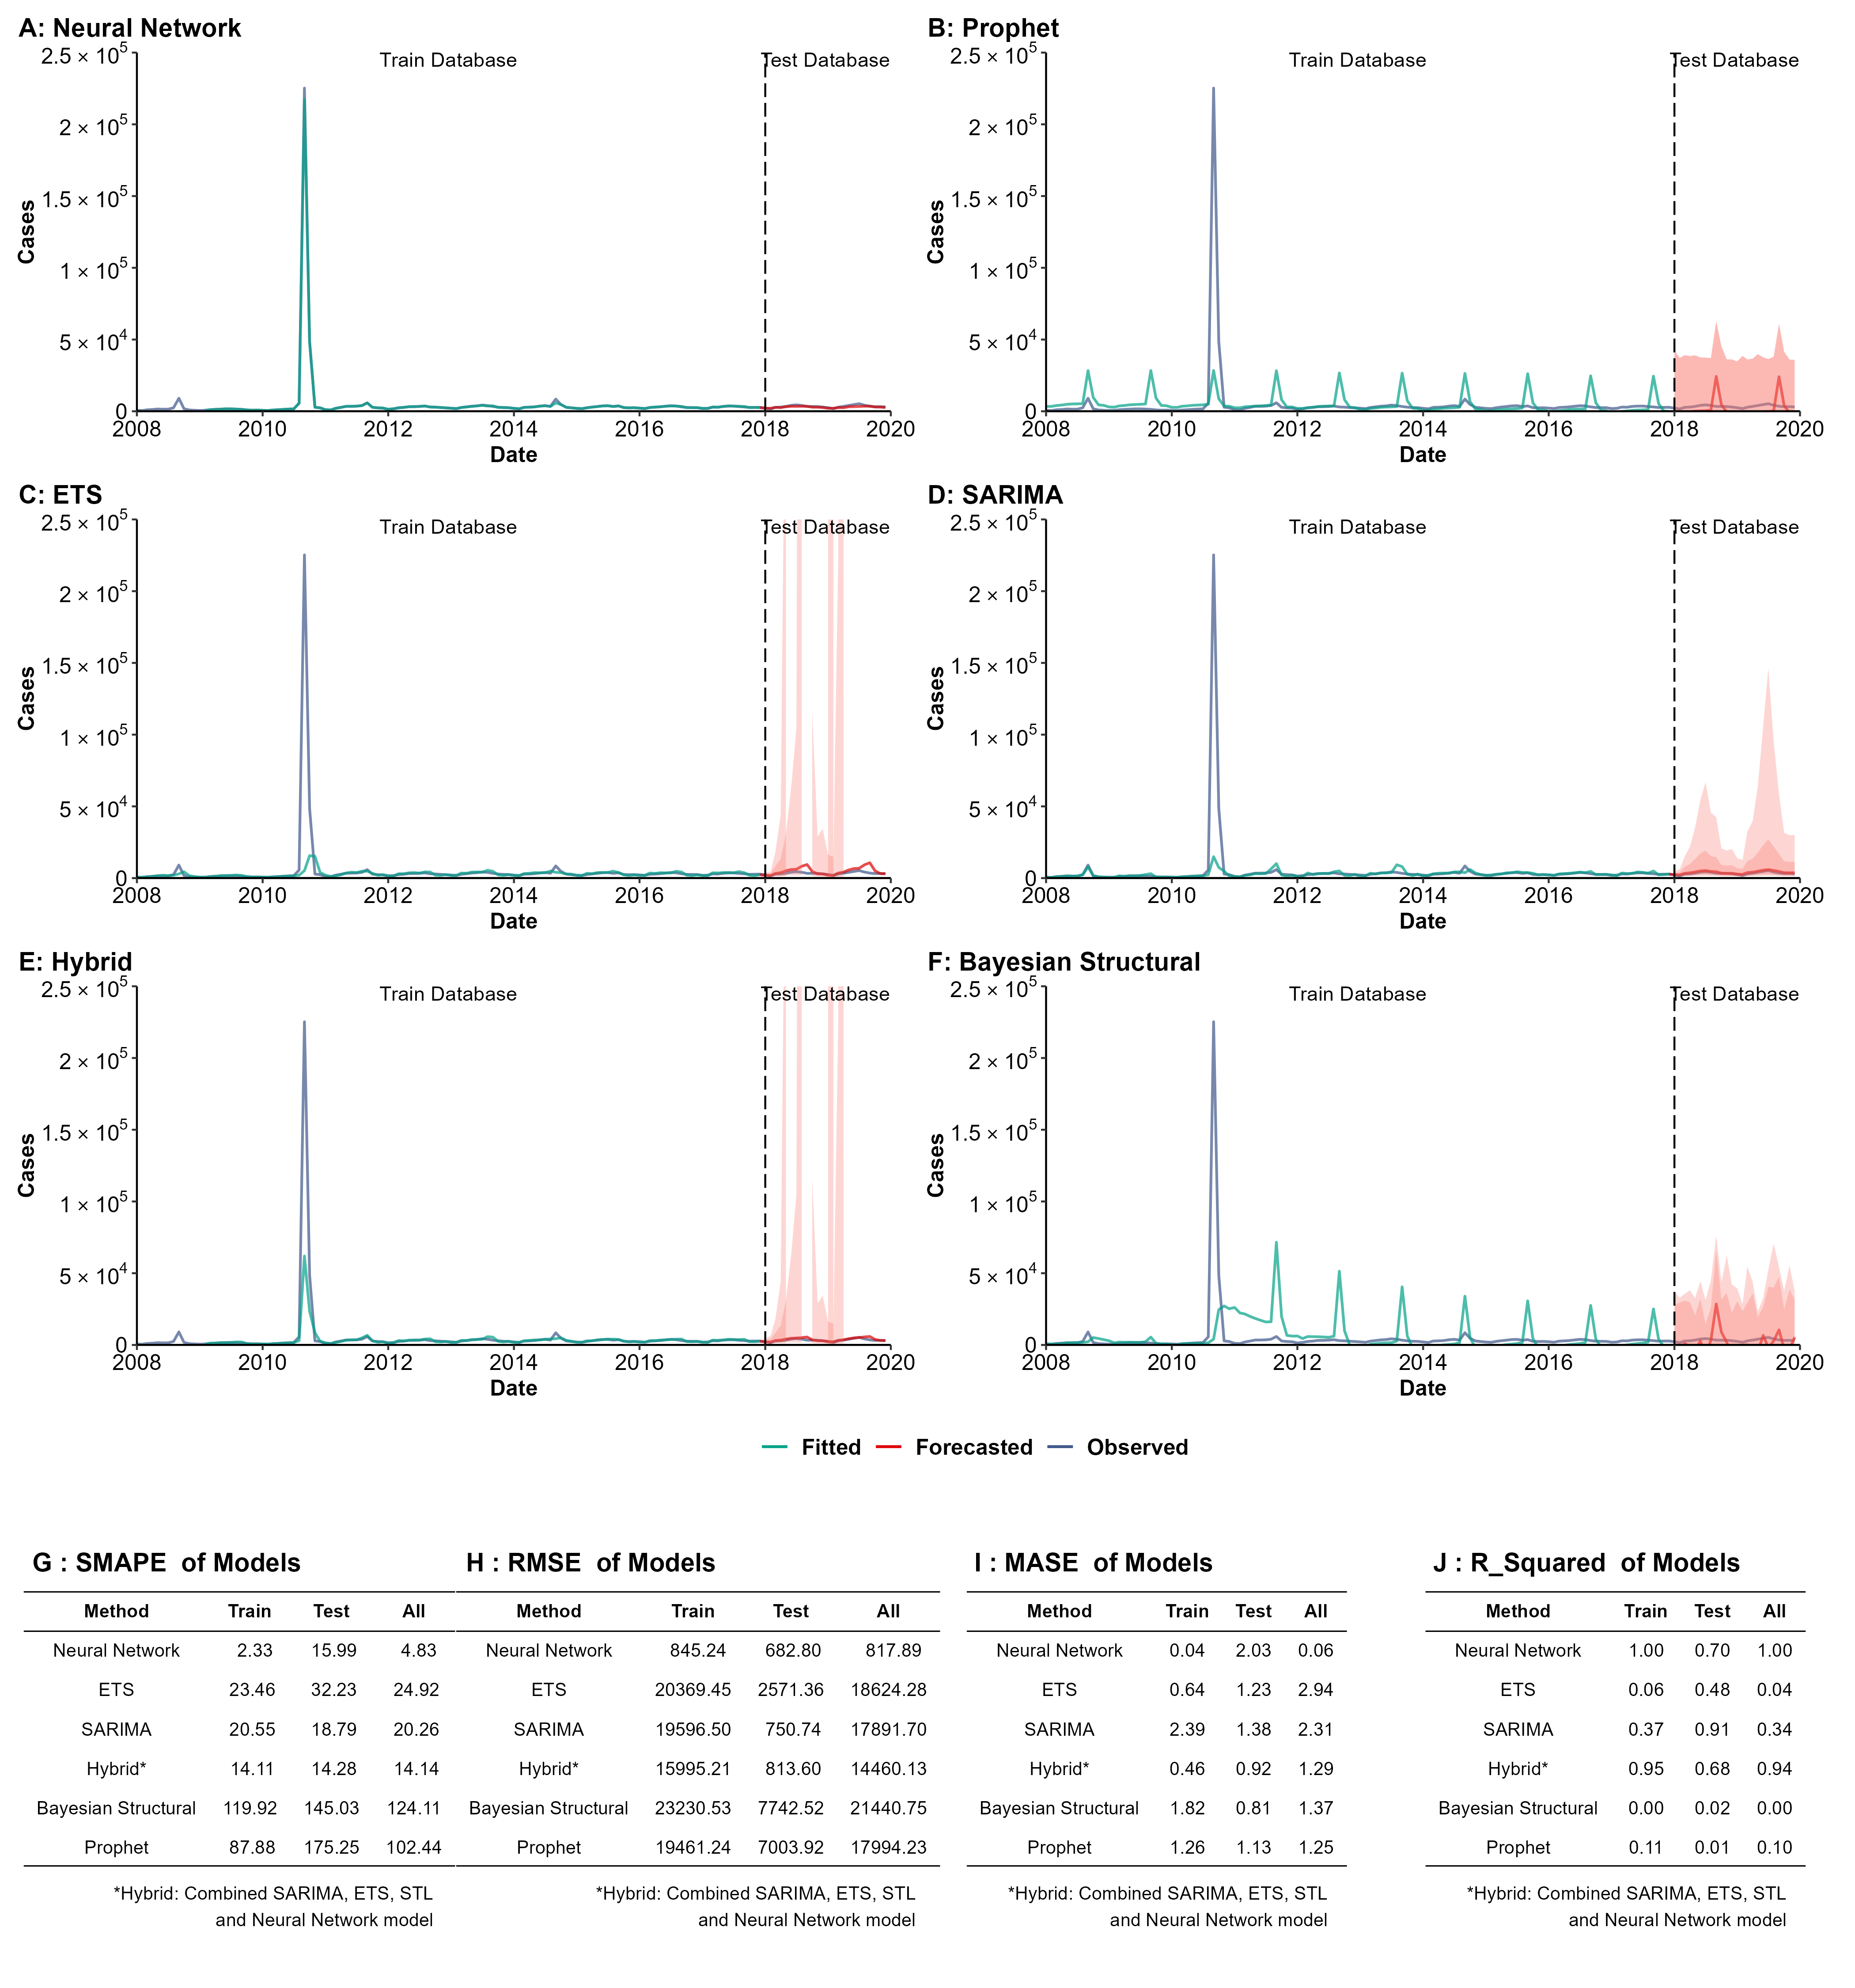 A: Neural Network
2.5 × 10^5
2 × 10^5
1.5 × 10^5
1 × 10^5
5 × 10^4
0
Cases
Train Database
Test Database
2008 2010 2012 2014 2016 2018 2020
Date
B: Prophet
2.5 × 10^5
2 × 10^5
1.5 × 10^5
1 × 10^5
5 × 10^4
0
Cases
Train Database
Test Database
2008 2010 2012 2014 2016 2018 2020
Date
C: ETS
2.5 × 10^5
2 × 10^5
1.5 × 10^5
1 × 10^5
5 × 10^4
0
Cases
Train Database
Test Database
2008 2010 2012 2014 2016 2018 2020
Date
D: SARIMA
2.5 × 10^5
2 × 10^5
1.5 × 10^5
1 × 10^5
5 × 10^4
0
Cases
Train Database
Test Database
2008 2010 2012 2014 2016 2018 2020
Date
E: Hybrid
2.5 × 10^5
2 × 10^5
1.5 × 10^5
1 × 10^5
5 × 10^4
0
Cases
Train Database
Test Database
2008 2010 2012 2014 2016 2018 2020
Date
F: Bayesian Structural
2.5 × 10^5
2 × 10^5
1.5 × 10^5
1 × 10^5
5 × 10^4
0
Cases
Train Database
Test Database
2008 2010 2012 2014 2016 2018 2020
Date
Fitted Forecasted Observed
G : SMAPE of Models
Method Train Test All
Neural Network 2.33 15.99 4.83
ETS 23.46 32.23 24.92
SARIMA 20.55 18.79 20.26
Hybrid* 14.11 14.28 14.14
Bayesian Structural 119.92 145.03 124.11
Prophet 87.88 175.25 102.44
*Hybrid: Combined SARIMA, ETS, STL
and Neural Network model
H : RMSE of Models
Method Train Test All
Neural Network 845.24 682.80 817.89
ETS 20369.45 2571.36 18624.28
SARIMA 19596.50 750.74 17891.70
Hybrid* 15995.21 813.60 14460.13
Bayesian Structural 23230.53 7742.52 21440.75
Prophet 19461.24 7003.92 17994.23
*Hybrid: Combined SARIMA, ETS, STL
and Neural Network model
I : MASE of Models
Method Train Test All
Neural Network 0.04 2.03 0.06
ETS 0.64 1.23 2.94
SARIMA 2.39 1.38 2.31
Hybrid* 0.46 0.92 1.29
Bayesian Structural 1.82 0.81 1.37
Prophet 1.26 1.13 1.25
*Hybrid: Combined SARIMA, ETS, STL
and Neural Network model
J : R_Squared of Models
Method Train Test All
Neural Network 1.00 0.70 1.00
ETS 0.06 0.48 0.04
SARIMA 0.37 0.91 0.34
Hybrid* 0.95 0.68 0.94
Bayesian Structural 0.00 0.02 0.00
Prophet 0.11 0.01 0.10
*Hybrid: Combined SARIMA, ETS, STL
and Neural Network model